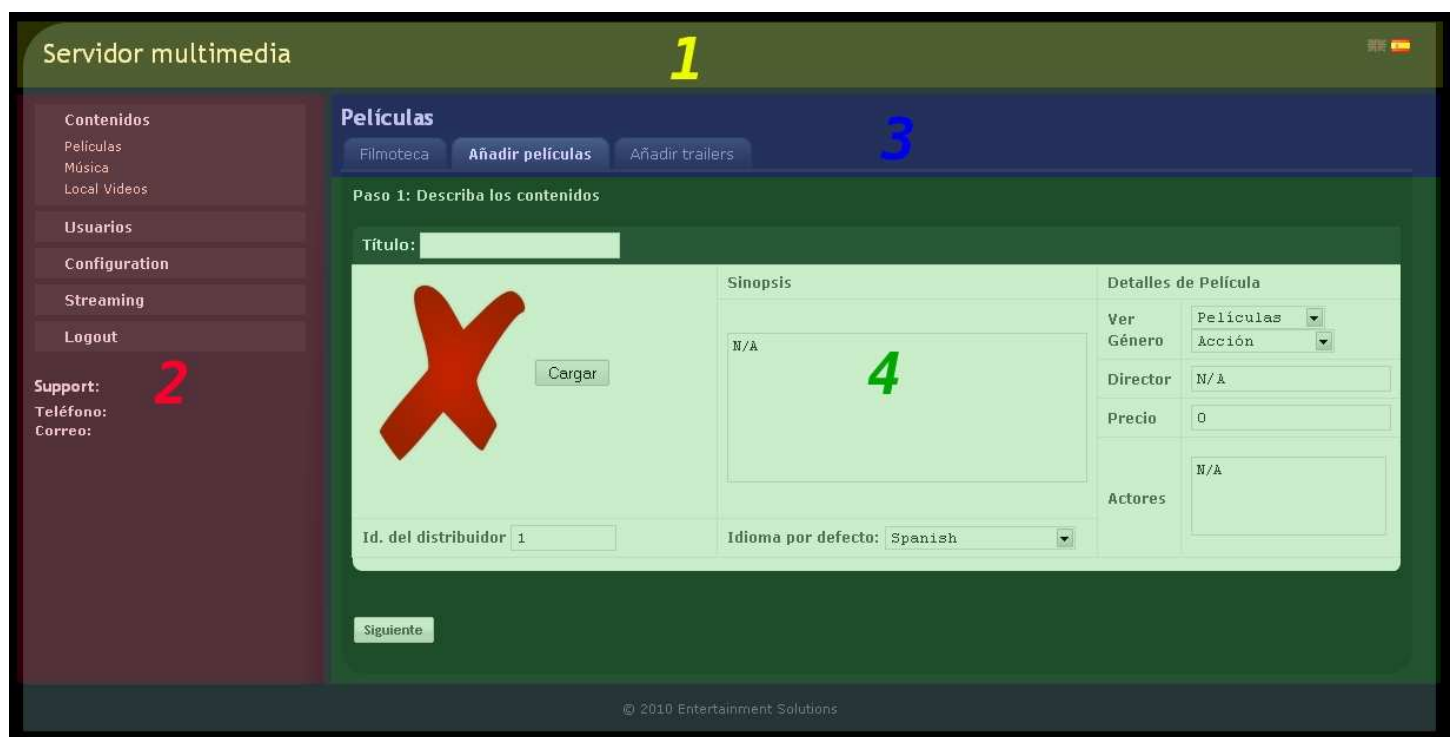 Servidor multimedia
1
Contenidos
Películas
Música
Local Videos
Usuarios
Configuration
Streaming
Logout
2
Support:
Teléfono:
Correo:
Películas
3
Filmoteca Añadir películas Añadir trailers
Paso 1: Describa los contenidos
Título:
Cargar
Id. del distribuidor 1
Sinopsis
N/A
4
Idioma por defecto: Spanish
Detalles de Película
Ver Películas
Género Acción
Director N/A
Precio 0
Actores N/A
Siguiente
© 2010 Entertainment Solutions